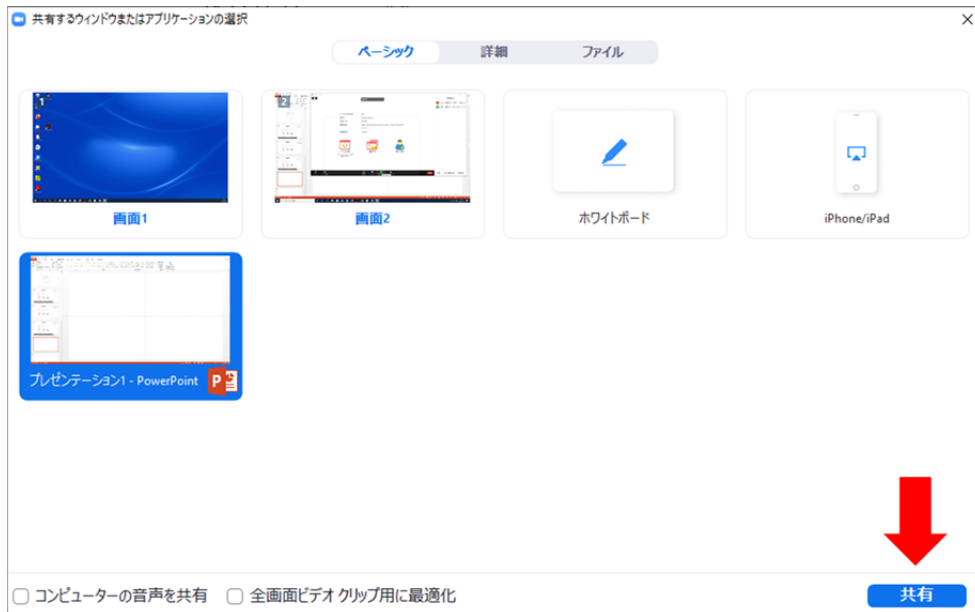 共有するウィンドウまたはアプリケーションの選択
ベーシック 詳細 ファイル
1
2
画面1
画面2
ホワイトボード
iPhone/iPad
プレゼンテーション1 - PowerPoint
コンピューターの音声を共有
全画面ビデオ クリップ用に最適化
共有